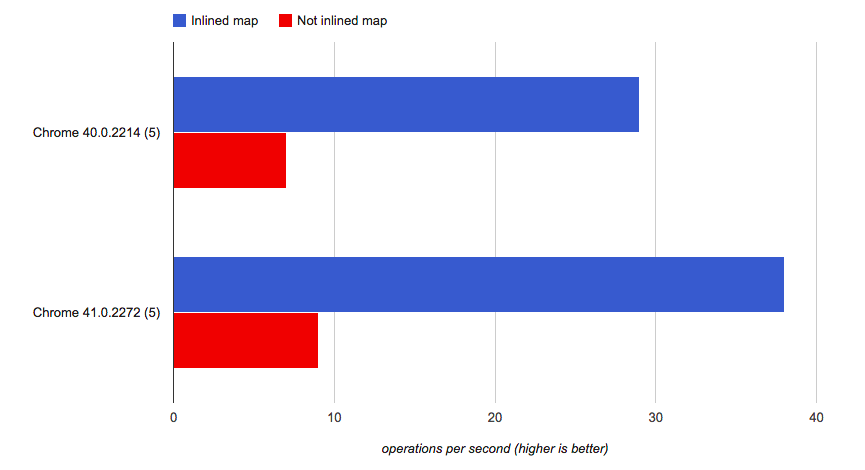 Inlined map Not inlined map
Chrome 40.0.2214 (5)
Chrome 41.0.2272 (5)
0 10 20 30 40
operations per second (higher is better)